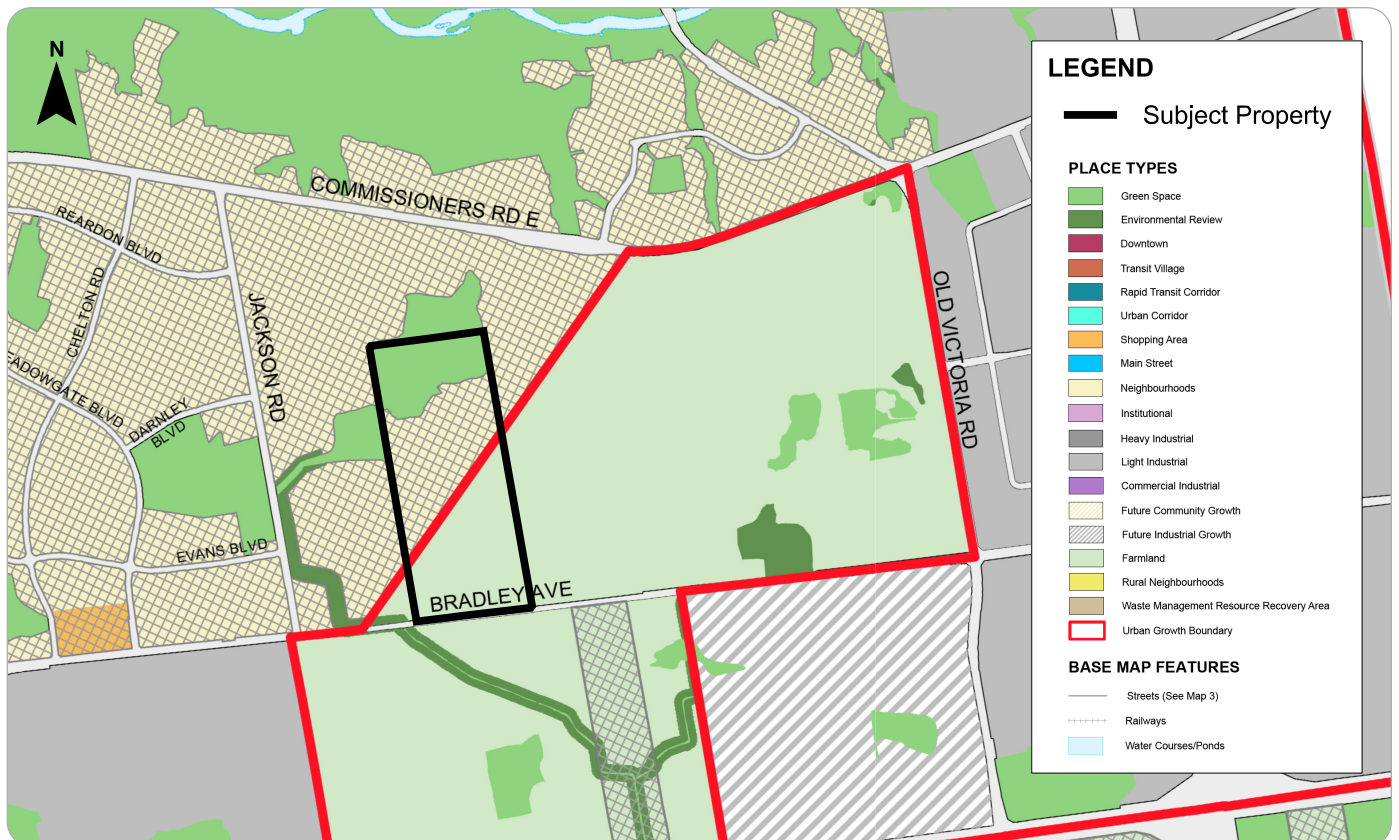 N
COMMISSIONERS RD E
REARDON BLVD
CHELTON RD
JACKSON RD
OLD VICTORIA RD
EADOWGATE BLVD
DARNLEY
BLVD
EVANS BLVD
BRADLEY AVE
LEGEND
Subject Property
PLACE TYPES
Green Space
Environmental Review
Downtown
Transit Village
Rapid Transit Corridor
Urban Corridor
Shopping Area
Main Street
Neighbourhoods
Institutional
Heavy Industrial
Light Industrial
Commercial Industrial
Future Community Growth
Future Industrial Growth
Farmland
Rural Neighbourhoods
Waste Management Resource Recovery Area
Urban Growth Boundary
BASE MAP FEATURES
Streets (See Map 3)
Railways
Water Courses/Ponds